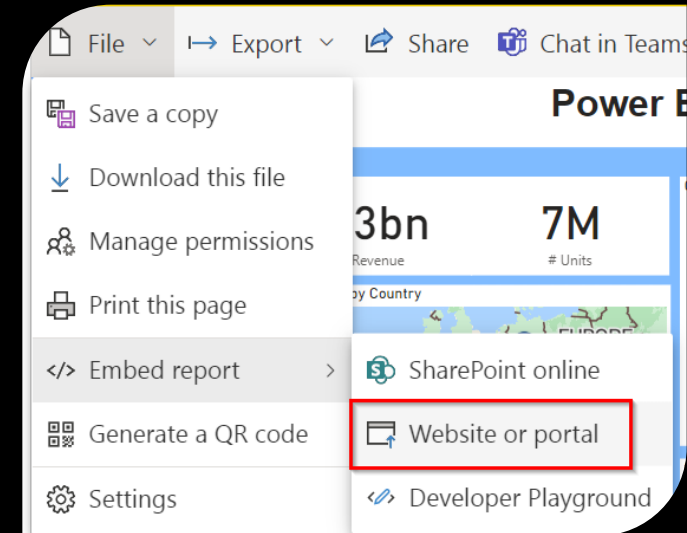 File Export Share Chat in Teams
Save a copy
Power
Download this file
3bn 7M
Manage permissions
Revenue # Units
Print this page
by Country
EUROPE
Embed report
SharePoint online
Generate a QR code
Website or portal
Settings
Developer Playground